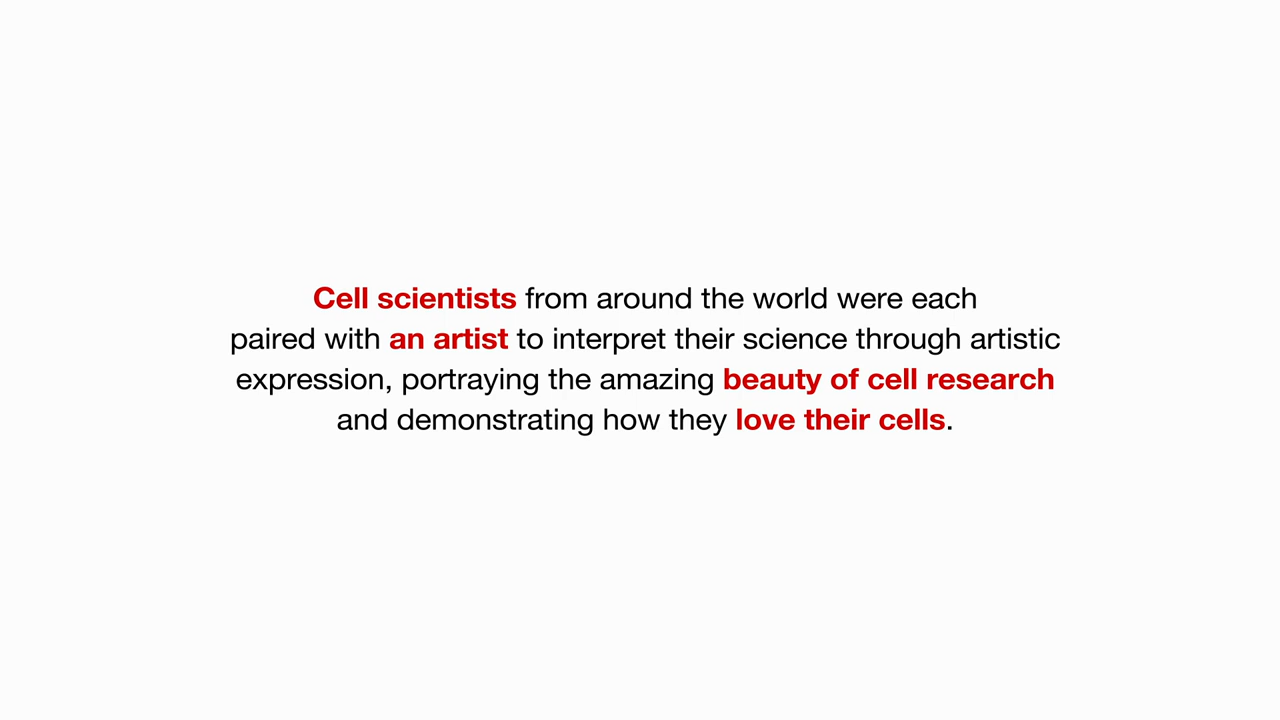 Cell scientists from around the world were each
paired with an artist to interpret their science through artistic
expression, portraying the amazing beauty of cell research
and demonstrating how they love their cells.